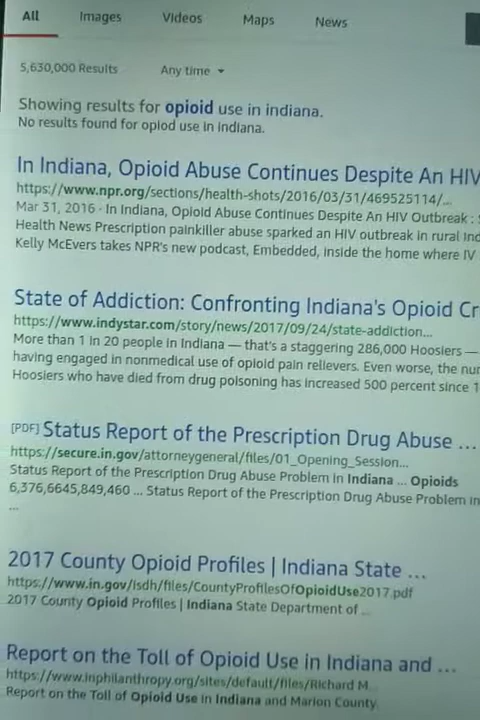 All Images Videos Maps News
5,630,000 Results Any time
Showing results for opioid use in indiana.
No results found for opiod use in indiana.
In Indiana, Opioid Abuse Continues Despite An HIV
https://www.npr.org/sections/health-shots/2016/03/31/469525114/...
Mar 31, 2016 · In Indiana, Opioid Abuse Continues Despite An HIV Outbreak : S
Health News Prescription painkiller abuse sparked an HIV outbreak in rural Ind
Kelly McEvers takes NPR's new podcast, Embedded, inside the home where IV
State of Addiction: Confronting Indiana's Opioid Cr
https://www.indystar.com/story/news/2017/09/24/state-addiction...
More than 1 in 20 people in Indiana — that's a staggering 286,000 Hoosiers —
having engaged in nonmedical use of opioid pain relievers. Even worse, the nu
Hoosiers who have died from drug poisoning has increased 500 percent since 1
[PDF] Status Report of the Prescription Drug Abuse ...
https://secure.in.gov/attorneygeneral/files/01_Opening_Session...
Status Report of the Prescription Drug Abuse Problem in Indiana ... Opioids
6,376,6645,849,460 ... Status Report of the Prescription Drug Abuse Problem in
...
2017 County Opioid Profiles | Indiana State ...
https://www.in.gov/isdh/files/CountyProfilesOfOpioidUse2017.pdf
2017 County Opioid Profiles | Indiana State Department of ...
Report on the Toll of Opioid Use in Indiana and ...
https://www.inphilanthropy.org/sites/default/files/Richard M...
Report on the Toll of Opioid Use in Indiana and Marion County.